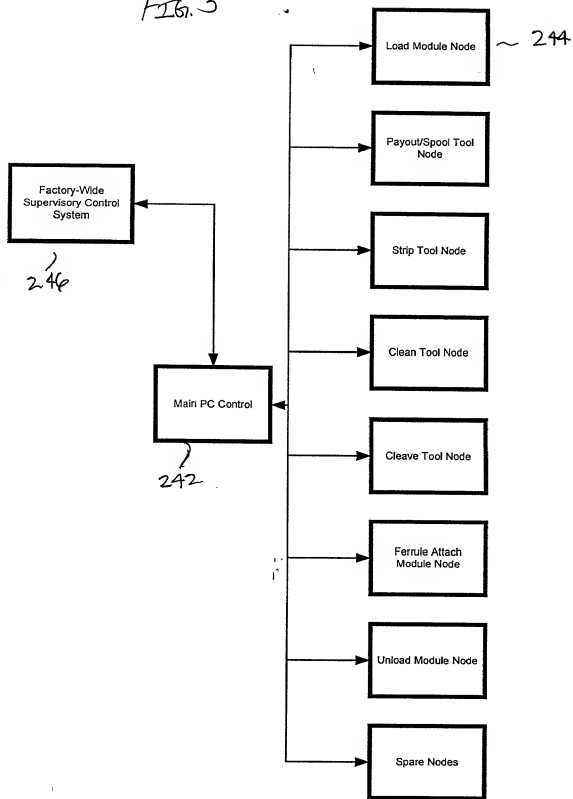 FIG. 5
Load Module Node
244
Payout/Spool Tool
Node
Factory-Wide
Supervisory Control
System
246
Strip Tool Node
Clean Tool Node
Main PC Control
242
Cleave Tool Node
Ferrule Attach
Module Node
Unload Module Node
Spare Nodes